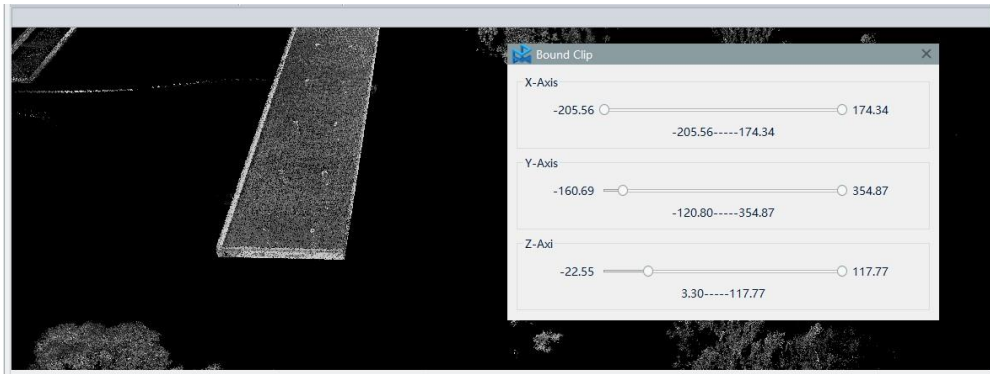 Bound Clip
X-Axis
-205.56 174.34
-205.56-----174.34
Y-Axis
-160.69 354.87
-120.80-----354.87
Z-Axi
-22.55 117.77
3.30-----117.77